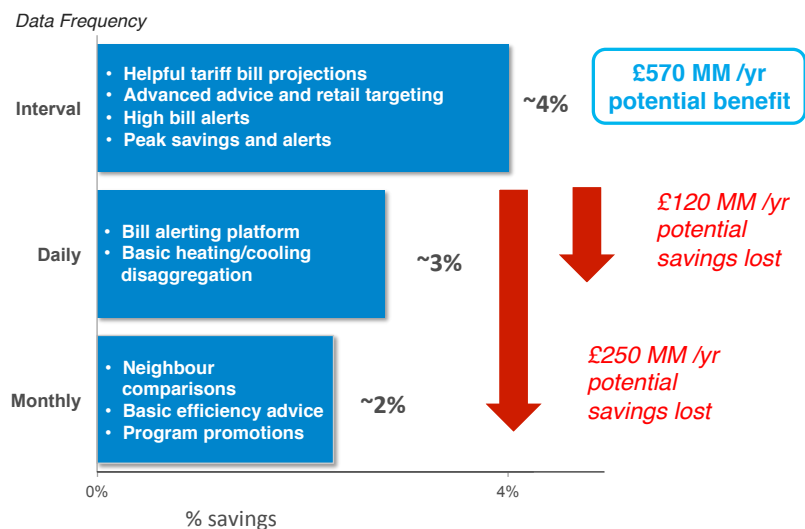 Data Frequency
Interval
• Helpful tariff bill projections
• Advanced advice and retail targeting
• High bill alerts
• Peak savings and alerts
~4%
£570 MM /yr
potential benefit
Daily
• Bill alerting platform
• Basic heating/cooling
disaggregation
~3%
£120 MM /yr
potential
savings lost
Monthly
• Neighbour
comparisons
• Basic efficiency advice
• Program promotions
~2%
£250 MM /yr
potential
savings lost
0%
4%
% savings